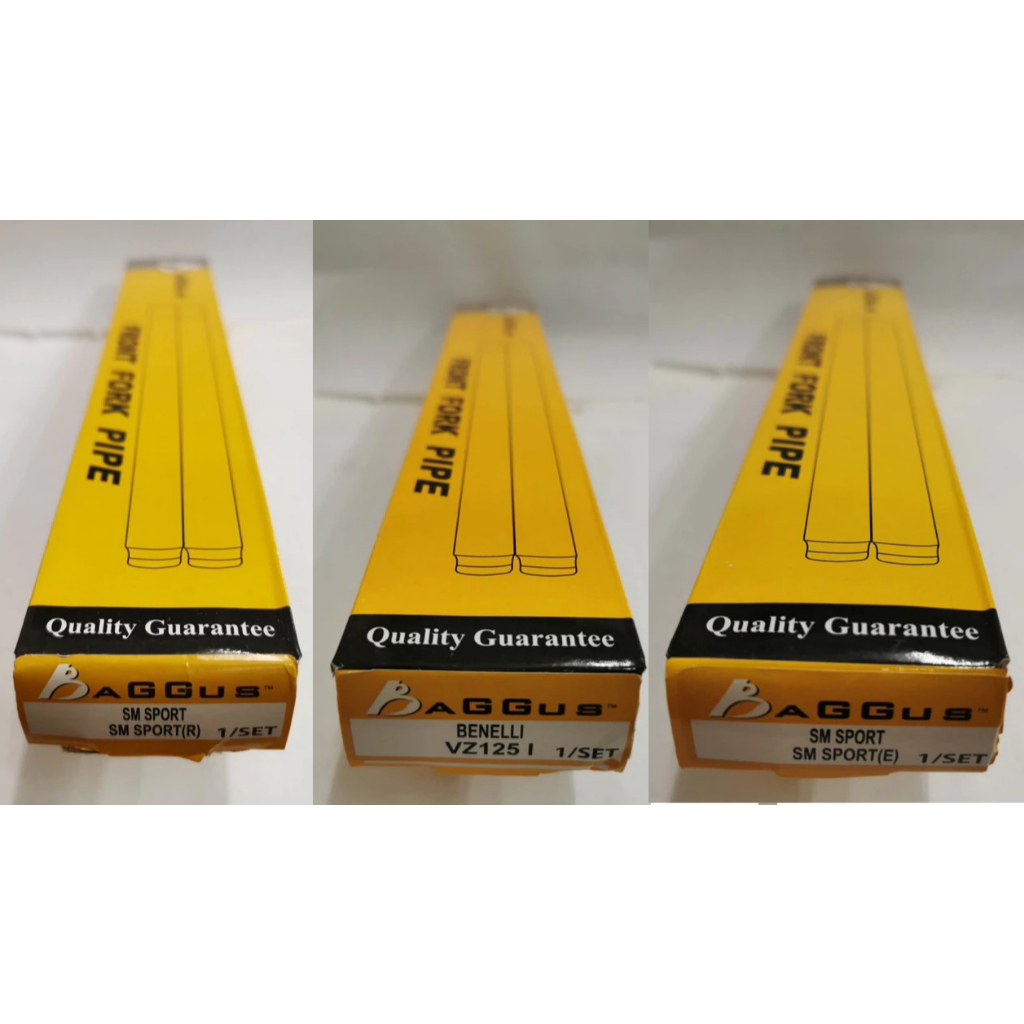 FRONT FORK PIPE
Quality Guarantee
BAGGUS™
SM SPORT
SM SPORT(R) 1/SET
FRONT FORK PIPE
Quality Guarantee
BAGGUS™
BENELLI
VZ125 I 1/SET
FRONT FORK PIPE
Quality Guarantee
BAGGUS™
SM SPORT
SM SPORT(E) 1/SET